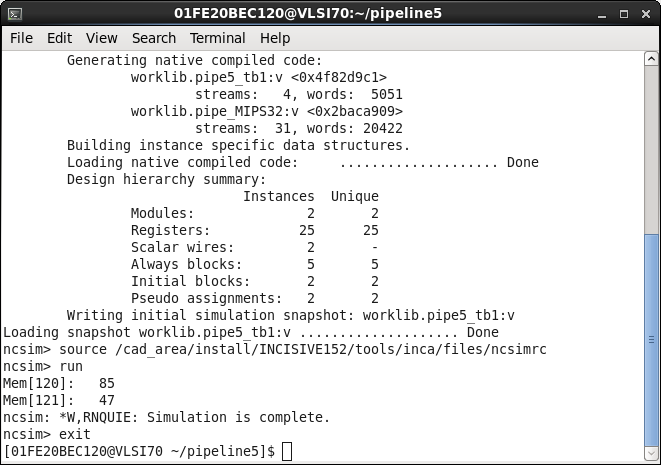 01FE20BEC120@VLSI70:~/pipeline5
File Edit View Search Terminal Help
Generating native compiled code:
worklib.pipe5_tb1:v <0x4f82d9c1>
streams:   4, words:  5051
worklib.pipe_MIPS32:v <0x2baca909>
streams:  31, words: 20422
Building instance specific data structures.
Loading native compiled code:     .................... Done
Design hierarchy summary:
Instances  Unique
Modules:              2       2
Registers:           25      25
Scalar wires:         2       -
Always blocks:        5       5
Initial blocks:       2       2
Pseudo assignments:   2       2
Writing initial simulation snapshot: worklib.pipe5_tb1:v
Loading snapshot worklib.pipe5_tb1:v .................... Done
ncsim> source /cad_area/install/INCISIVE152/tools/inca/files/ncsimrc
ncsim> run
Mem[120]:   85
Mem[121]:   47
ncsim: *W,RNQUIE: Simulation is complete.
ncsim> exit
[01FE20BEC120@VLSI70 ~/pipeline5]$